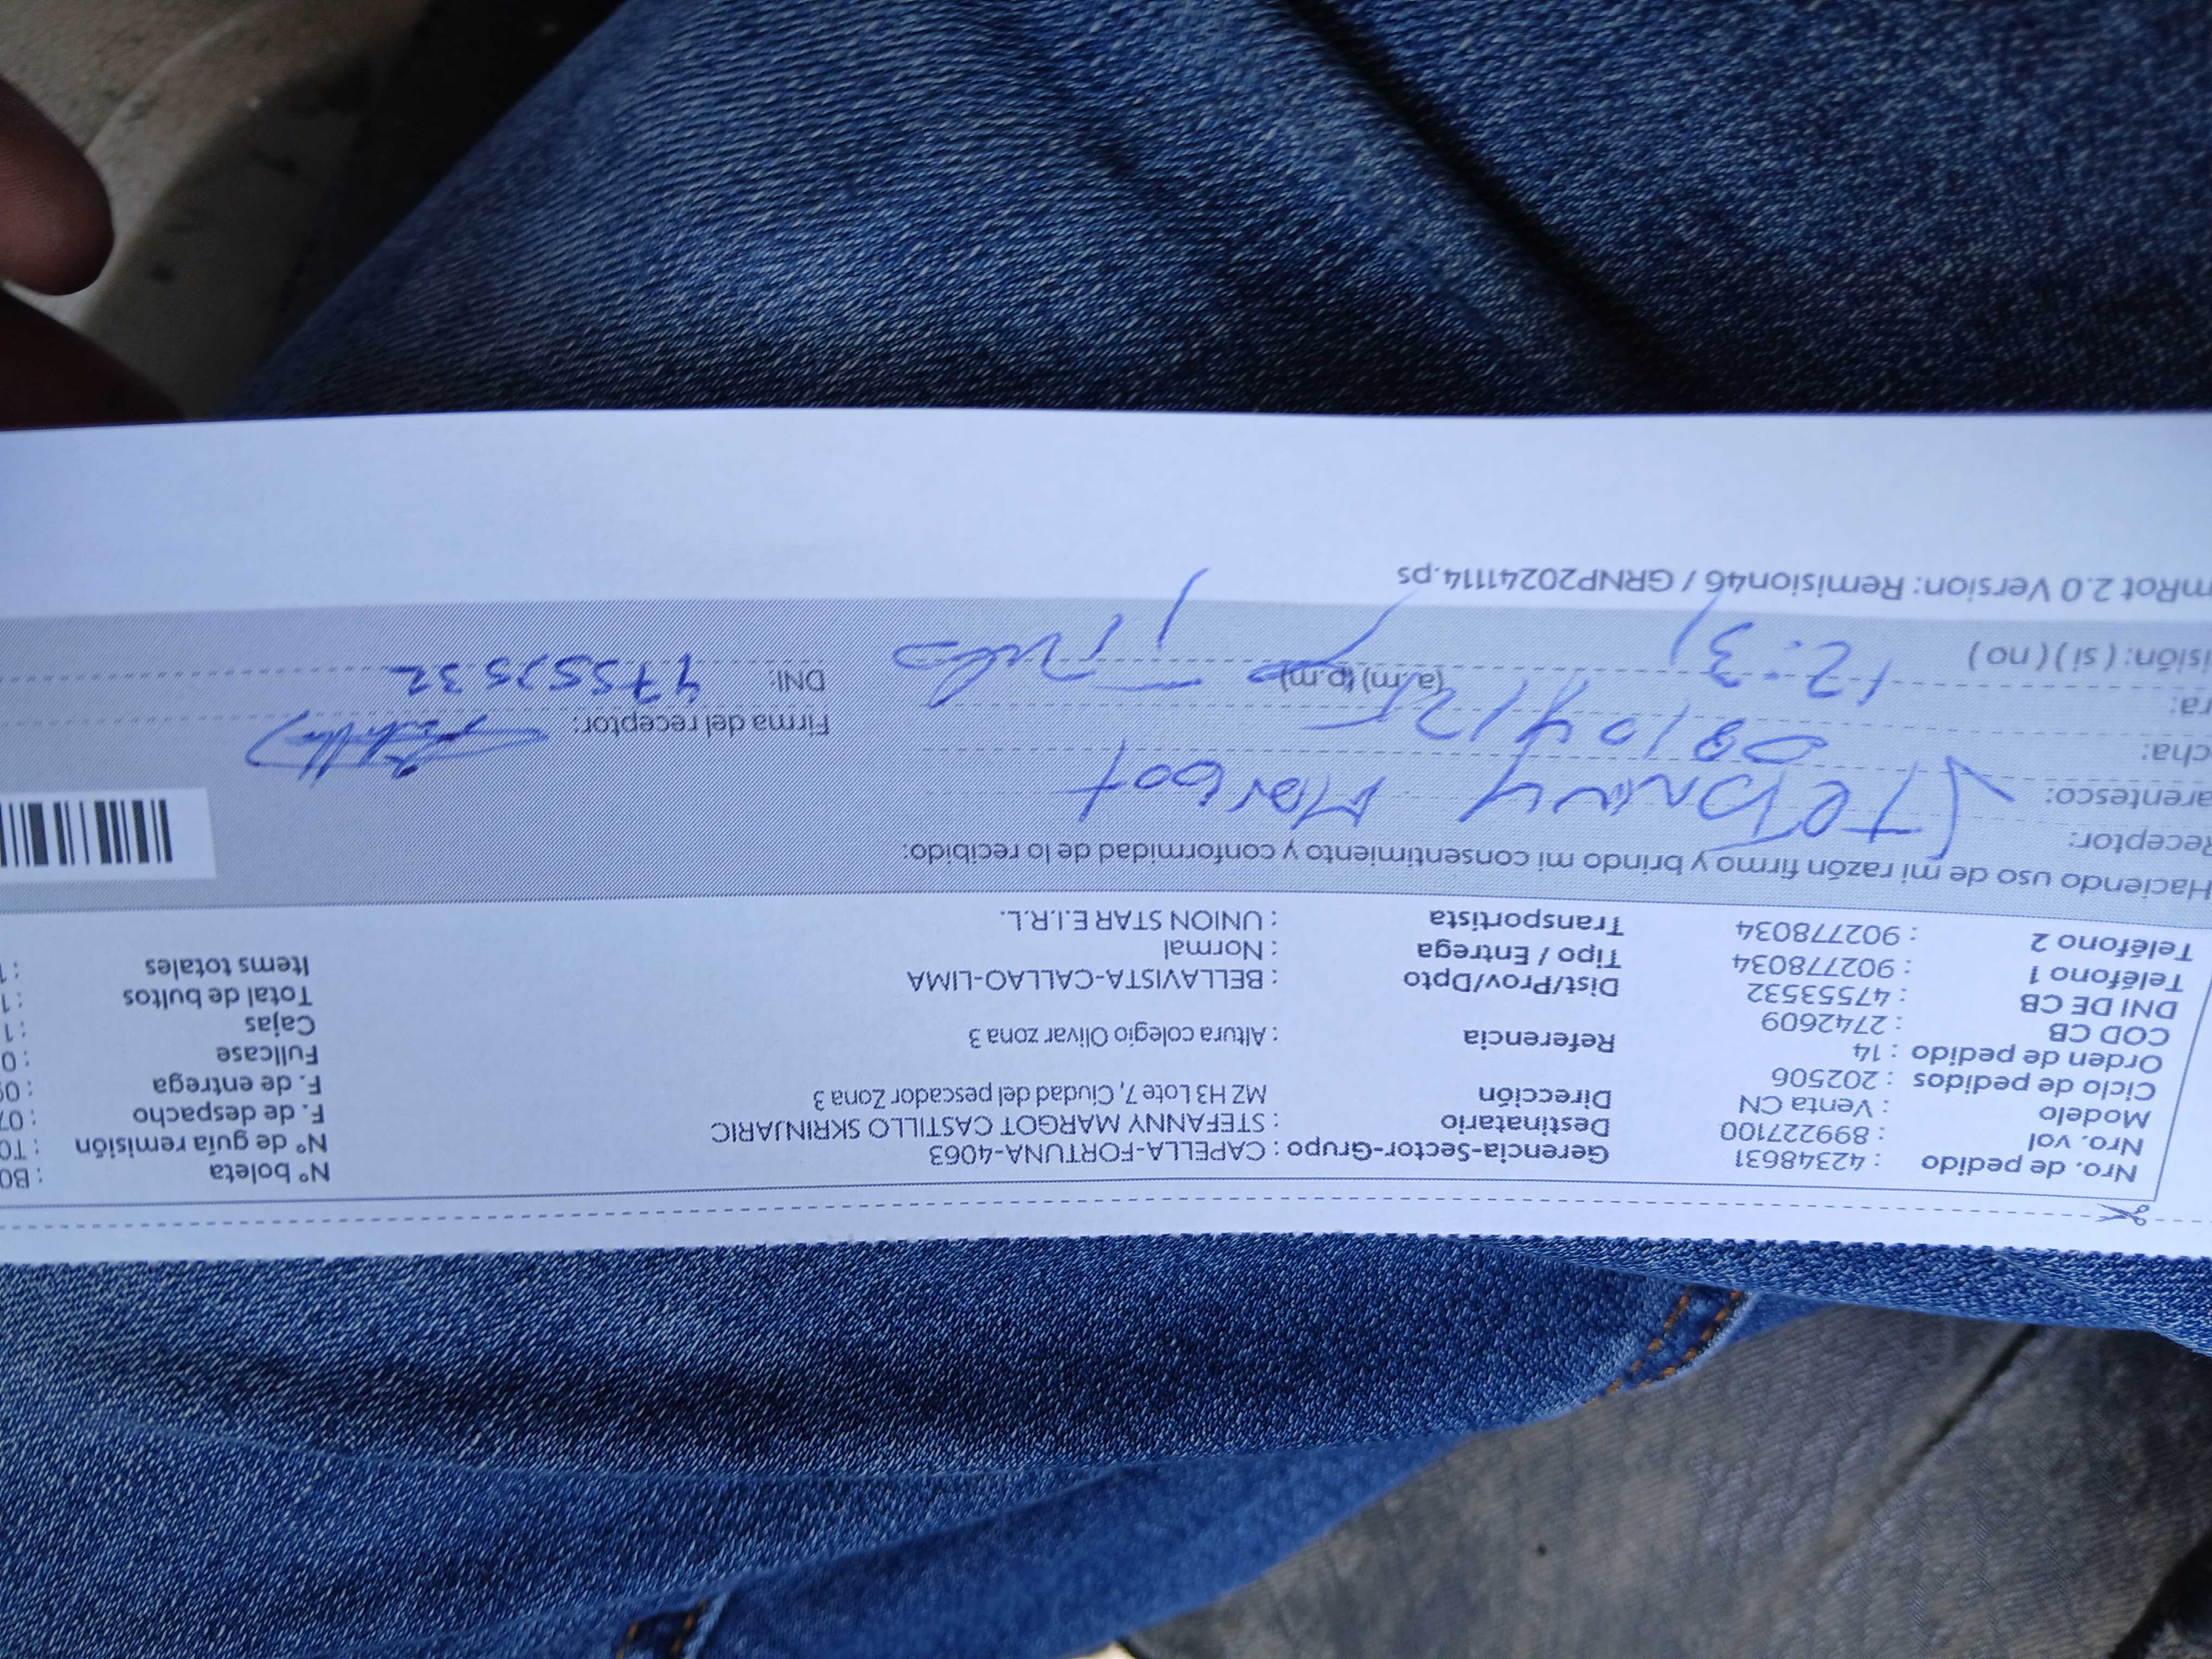 Nro. de pedido : 42348631 Gerencia-Sector-Grupo : CAPELLA-FORTUNA-4063 Nº boleta : B0
Nro. vol : 899227100 Destinatario : STEFANNY MARGOT CASTILLO SKRINJARIC Nº de guía remisión : T0
Modelo : Venta CN Dirección MZ H3 Lote 7, Ciudad del pescador Zona 3 F. de despacho : 07
Ciclo de pedidos : 202506 F. de entrega : 09
Orden de pedido : 14 Referencia : Altura colegio Olivar zona 3 Fullcase : 0
COD CB : 2742609 Cajas : 1
DNI DE CB : 47553532 Dist/Prov/Dpto : BELLAVISTA-CALLAO-LIMA Total de bultos : 1
Teléfono 1 : 902778034 Tipo / Entrega : Normal Items totales : 1
Teléfono 2 : 902778034 Transportista : UNION STAR E.I.R.L.
Haciendo uso de mi razón firmo y brindo mi consentimiento y conformidad de lo recibido:
Receptor:
arentesco: Margot
cha: 08/04/25 Firma del receptor:
ra: 12:31 (a.m) (p.m) DNI: 47553532
isión: ( si ) ( no )
mRot 2.0 Version: Remision46 / GRNP20241114.ps